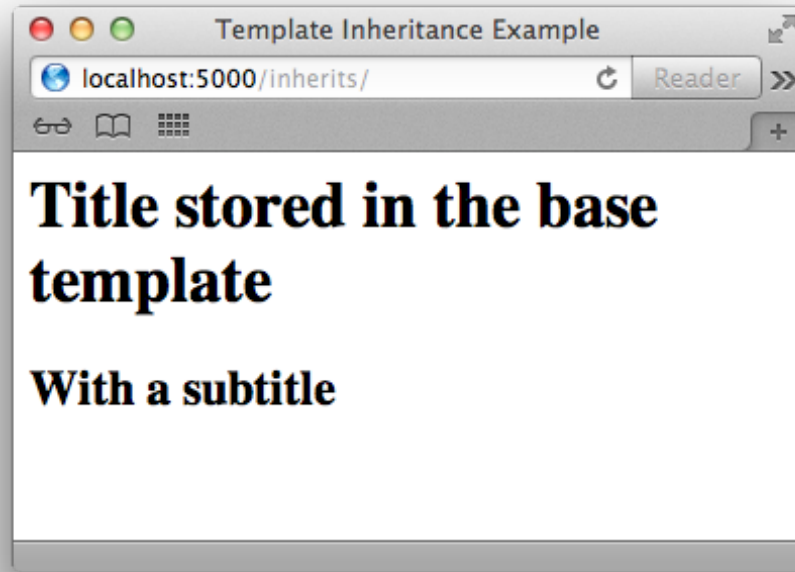 Template Inheritance Example
localhost:5000/inherits/ Reader
Title stored in the base
template
With a subtitle